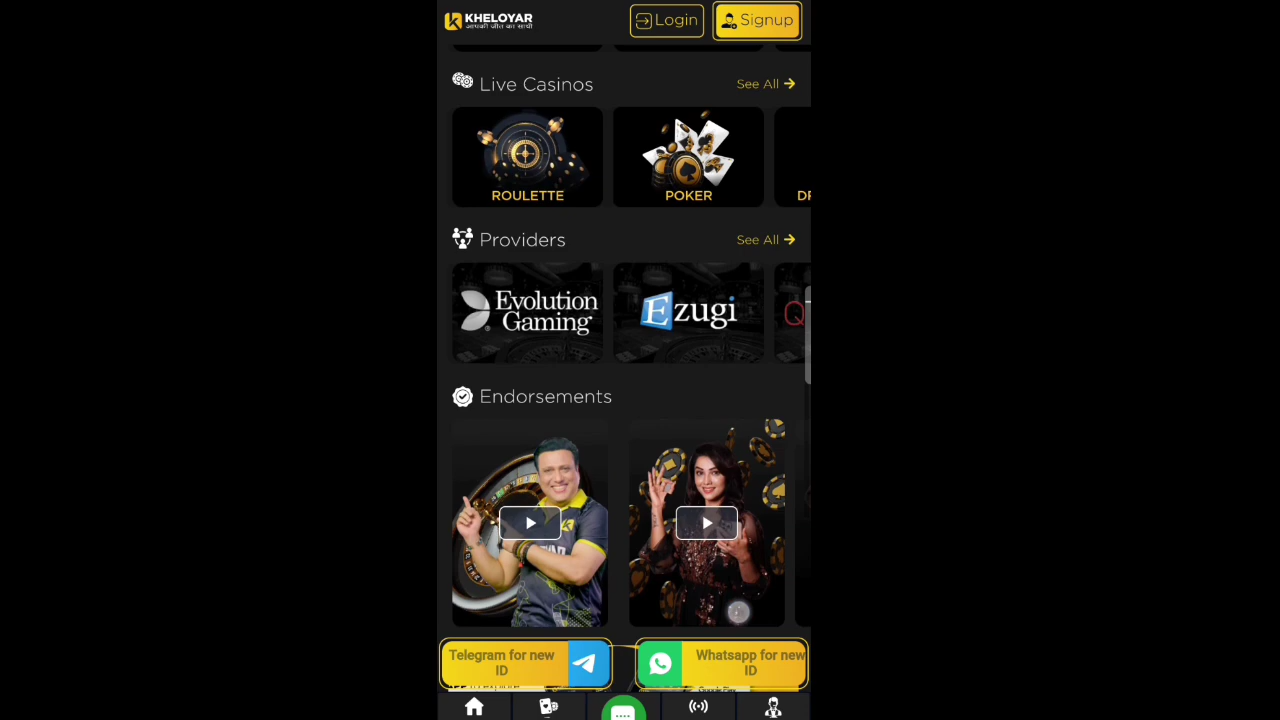 KHELOYAR
आपकी जीत का साथी
Login
Signup
Live Casinos
See All
ROULETTE
POKER
Providers
See All
Evolution
Gaming
Ezugi
Endorsements
Telegram for new
ID
Whatsapp for new
ID